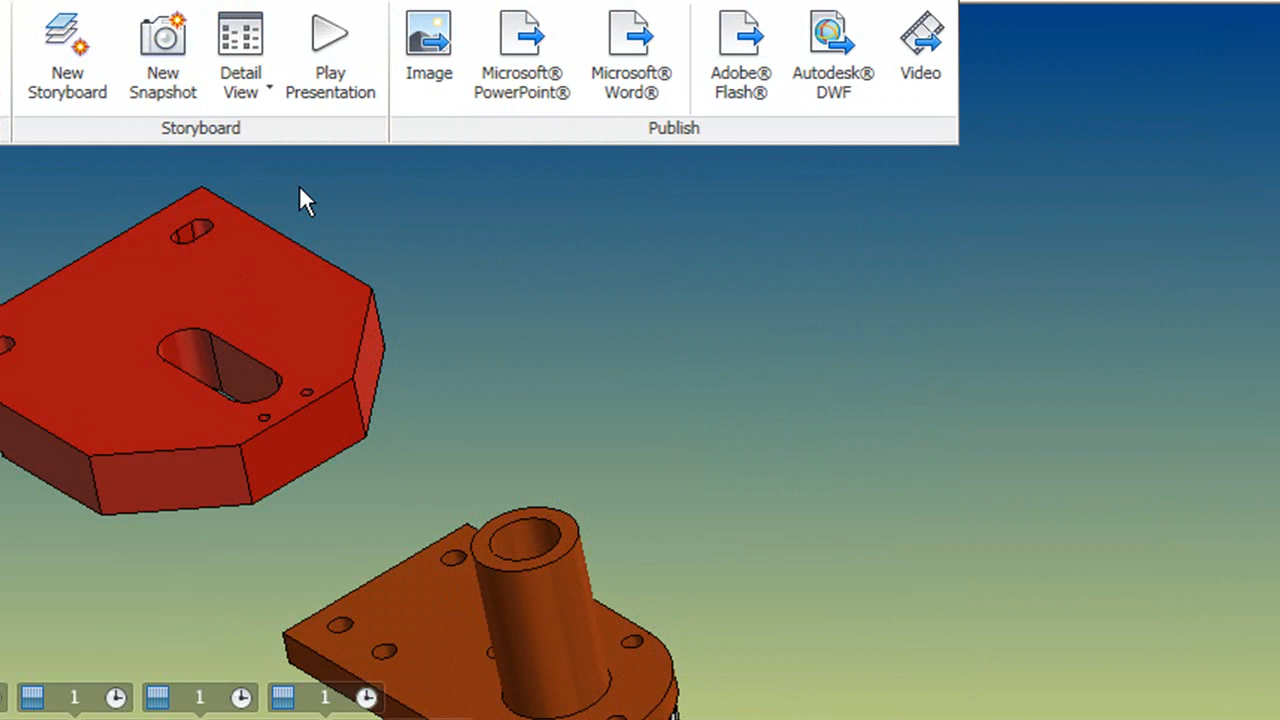 New Storyboard
New Snapshot
Detail View
Play Presentation
Storyboard
Image
Microsoft® PowerPoint®
Microsoft® Word®
Adobe® Flash®
Autodesk® DWF
Video
Publish
1
1
1